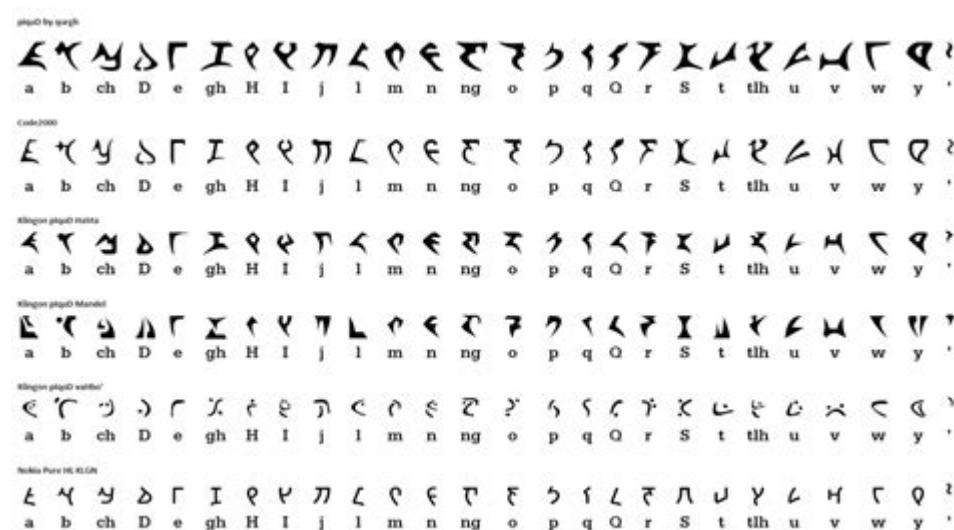 pIqaD by qurgh
                         
a b ch D e gh H I j l m n ng o p q Q r S t tlh u v w y '
Code2000
                         
a b ch D e gh H I j l m n ng o p q Q r S t tlh u v w y '
Klingon pIqaD HaSta
                         
a b ch D e gh H I j l m n ng o p q Q r S t tlh u v w y '
Klingon pIqaD Mandel
                         
a b ch D e gh H I j l m n ng o p q Q r S t tlh u v w y '
Klingon pIqaD vaHbo'
                         
a b ch D e gh H I j l m n ng o p q Q r S t tlh u v w y '
Nokia Pure HL KLGN
                         
a b ch D e gh H I j l m n ng o p q Q r S t tlh u v w y '